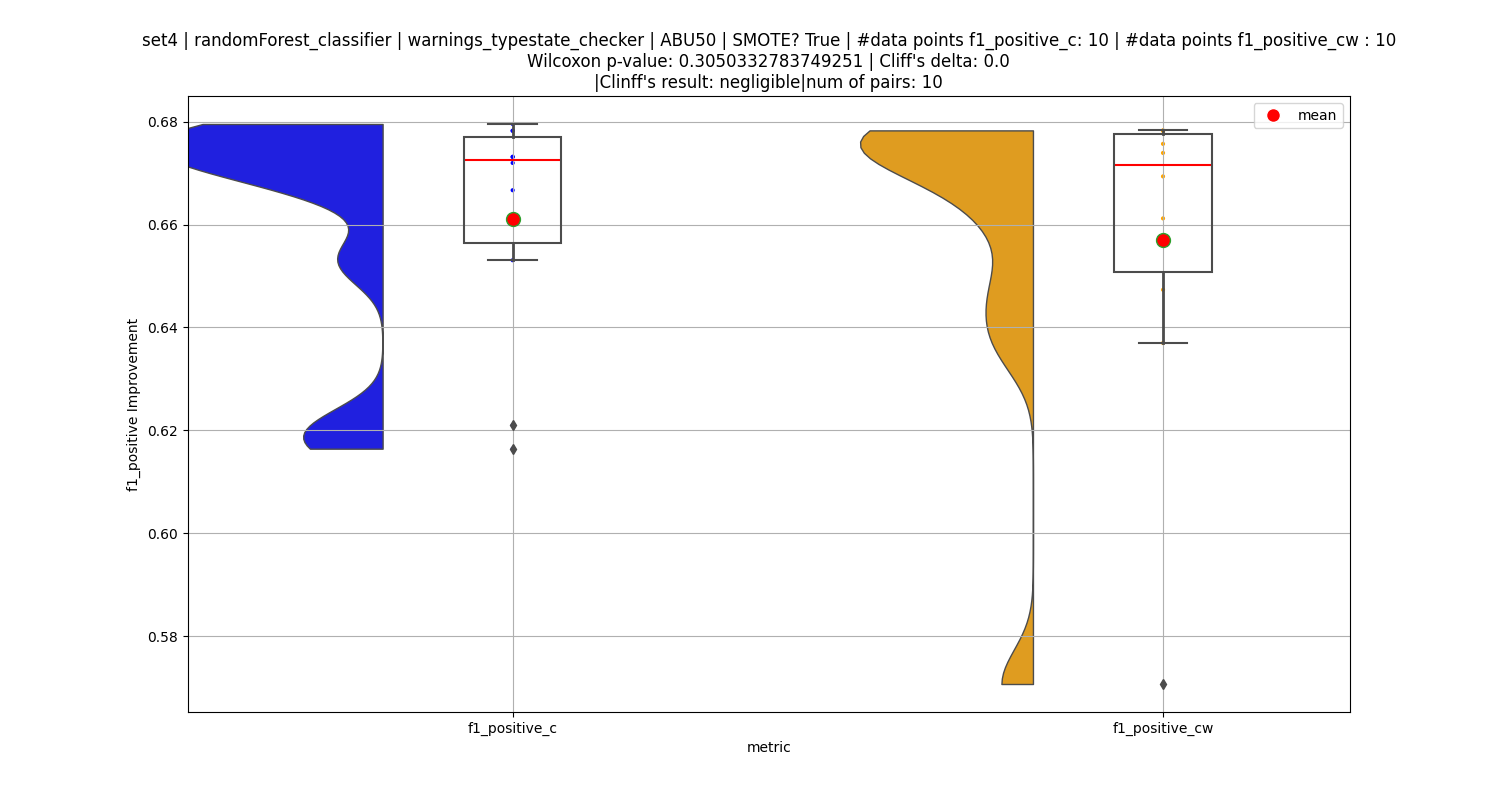 set4 | randomForest_classifier | warnings_typestate_checker | ABU50 | SMOTE? True | #data points f1_positive_c: 10 | #data points f1_positive_cw : 10
Wilcoxon p-value: 0.3050332783749251 | Cliff's delta: 0.0
|Clinff's result: negligible|num of pairs: 10
mean
0.68
0.66
0.64
0.62
0.60
0.58
f1_positive Improvement
f1_positive_c
f1_positive_cw
metric